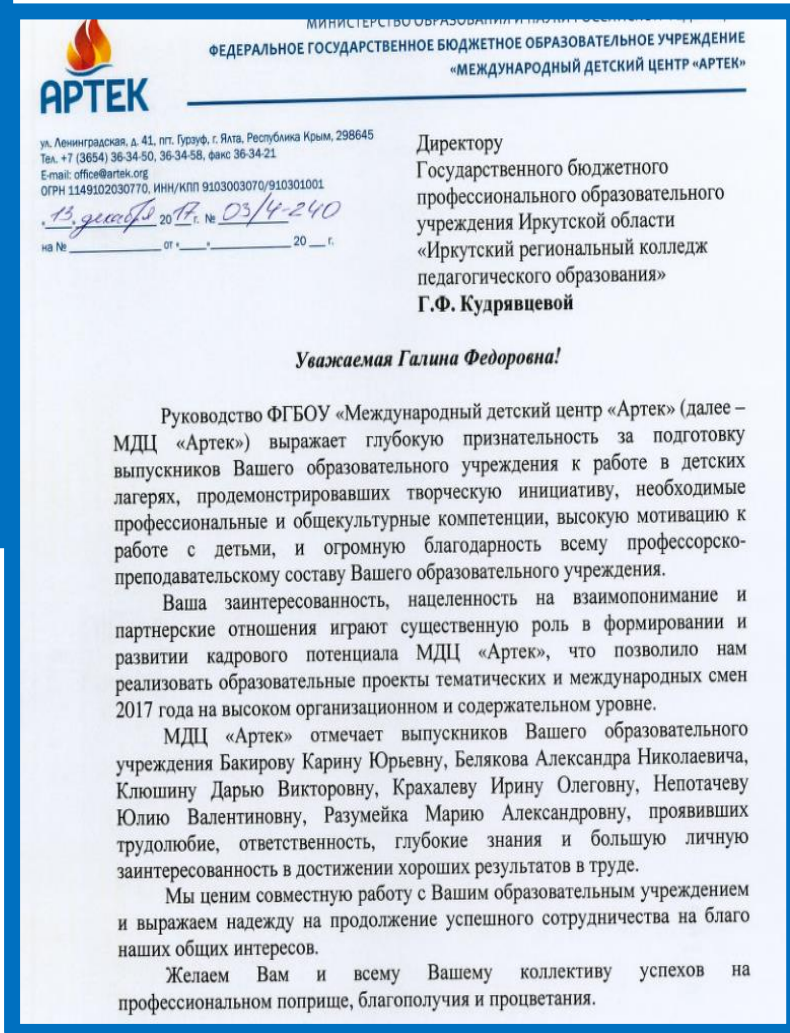 МИНИСТЕРСТВО ОБРАЗОВАНИЯ И НАУКИ
ФЕДЕРАЛЬНОЕ ГОСУДАРСТВЕННОЕ БЮДЖЕТНОЕ ОБРАЗОВАТЕЛЬНОЕ УЧРЕЖДЕНИЕ
«МЕЖДУНАРОДНЫЙ ДЕТСКИЙ ЦЕНТР «АРТЕК»
АРТЕК
ул. Ленинградская, д. 41, пгт. Гурзуф, г. Ялта, Республика Крым, 298645
Тел. +7 (3654) 36-34-50, 36-34-58, факс 36-34-21
E-mail: office@artek.org
ОГРН 1149102030770, ИНН/КПП 9103003070/910301001
«13» декабря 2017 г. № 03/4-240
на № от « » 20 г.
Директору
Государственного бюджетного
профессионального образовательного
учреждения Иркутской области
«Иркутский региональный колледж
педагогического образования»
Г.Ф. Кудрявцевой
Уважаемая Галина Федоровна!
Руководство ФГБОУ «Международный детский центр «Артек» (далее –
МДЦ «Артек») выражает глубокую признательность за подготовку
выпускников Вашего образовательного учреждения к работе в детских
лагерях, продемонстрировавших творческую инициативу, необходимые
профессиональные и общекультурные компетенции, высокую мотивацию к
работе с детьми, и огромную благодарность всему профессорско-
преподавательскому составу Вашего образовательного учреждения.
Ваша заинтересованность, нацеленность на взаимопонимание и
партнерские отношения играют существенную роль в формировании и
развитии кадрового потенциала МДЦ «Артек», что позволило нам
реализовать образовательные проекты тематических и международных смен
2017 года на высоком организационном и содержательном уровне.
МДЦ «Артек» отмечает выпускников Вашего образовательного
учреждения Бакирову Карину Юрьевну, Белякова Александра Николаевича,
Клюшину Дарью Викторовну, Крахалеву Ирину Олеговну, Непотачеву
Юлию Валентиновну, Разумейка Марию Александровну, проявивших
трудолюбие, ответственность, глубокие знания и большую личную
заинтересованность в достижении хороших результатов в труде.
Мы ценим совместную работу с Вашим образовательным учреждением
и выражаем надежду на продолжение успешного сотрудничества на благо
наших общих интересов.
Желаем Вам и всему Вашему коллективу успехов на
профессиональном поприще, благополучия и процветания.